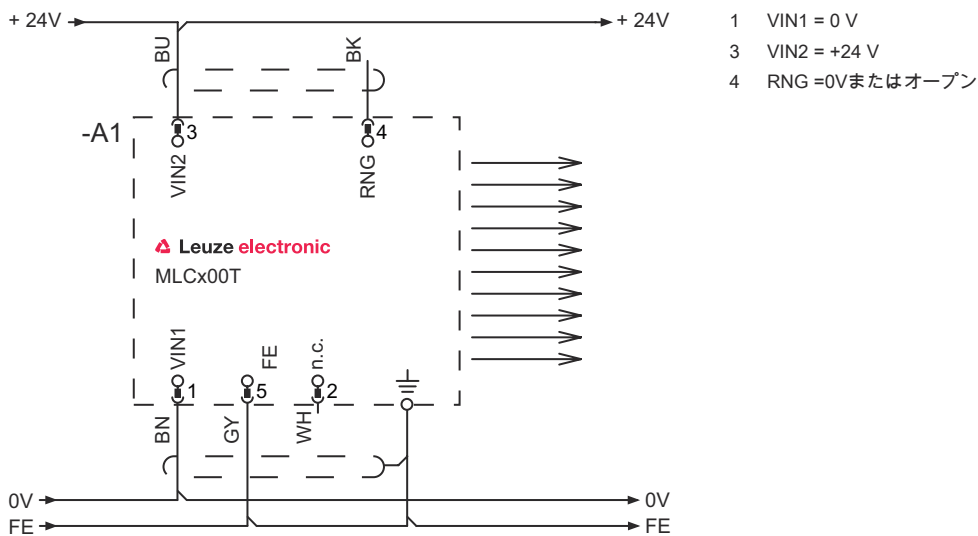 + 24V
+ 24V
BU
BK
-A1
3
4
VIN2
RNG
Leuze electronic
MLCx00T
VIN1
FE
n.c.
1
5
2
BN
GY
WH
0V
0V
FE
FE
1 VIN1 = 0 V
3 VIN2 = +24 V
4 RNG =0Vまたはオープン